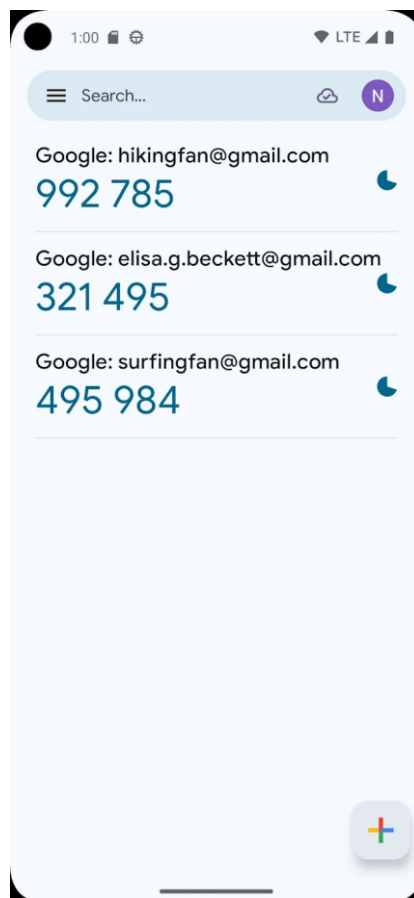 1:00
LTE
Search...
N
Google: hikingfan@gmail.com
992 785
Google: elisa.g.beckett@gmail.com
321 495
Google: surfingfan@gmail.com
495 984